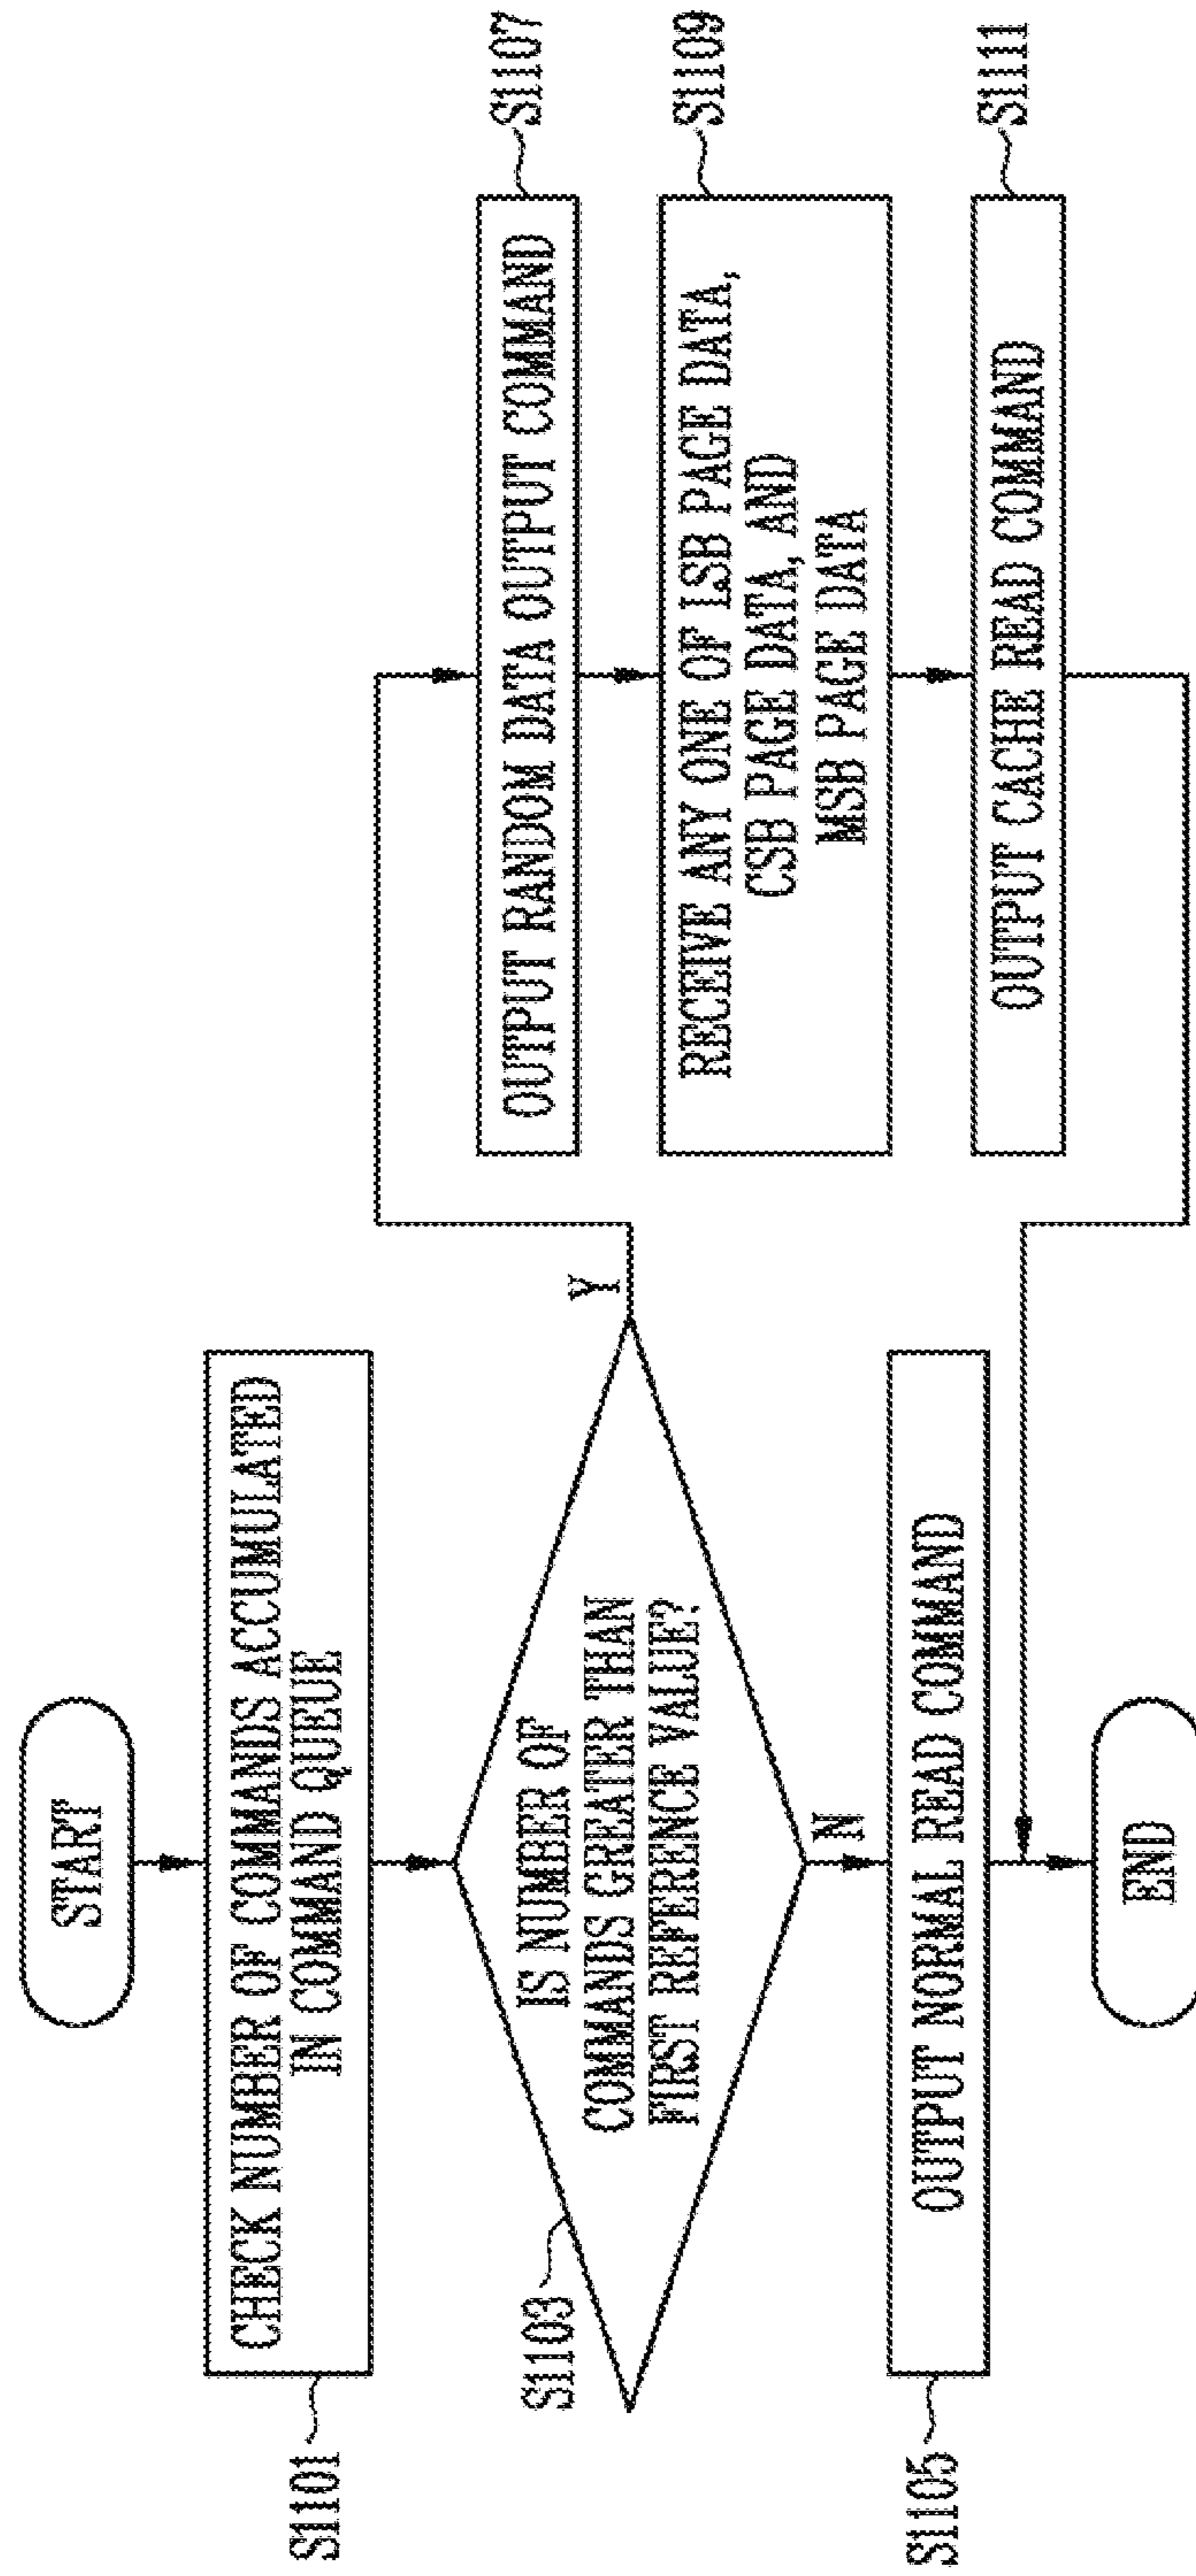 START
CHECK NUMBER OF COMMANDS ACCUMULATED
IN COMMAND QUEUE
S1101
IS NUMBER OF
COMMANDS GREATER THAN
FIRST REFERENCE VALUE?
S1103
Y
N
OUTPUT NORMAL READ COMMAND
S1105
END
OUTPUT RANDOM DATA OUTPUT COMMAND
S1107
RECEIVE ANY ONE OF LSB PAGE DATA,
CSB PAGE DATA, AND
MSB PAGE DATA
S1109
OUTPUT CACHE READ COMMAND
S1111